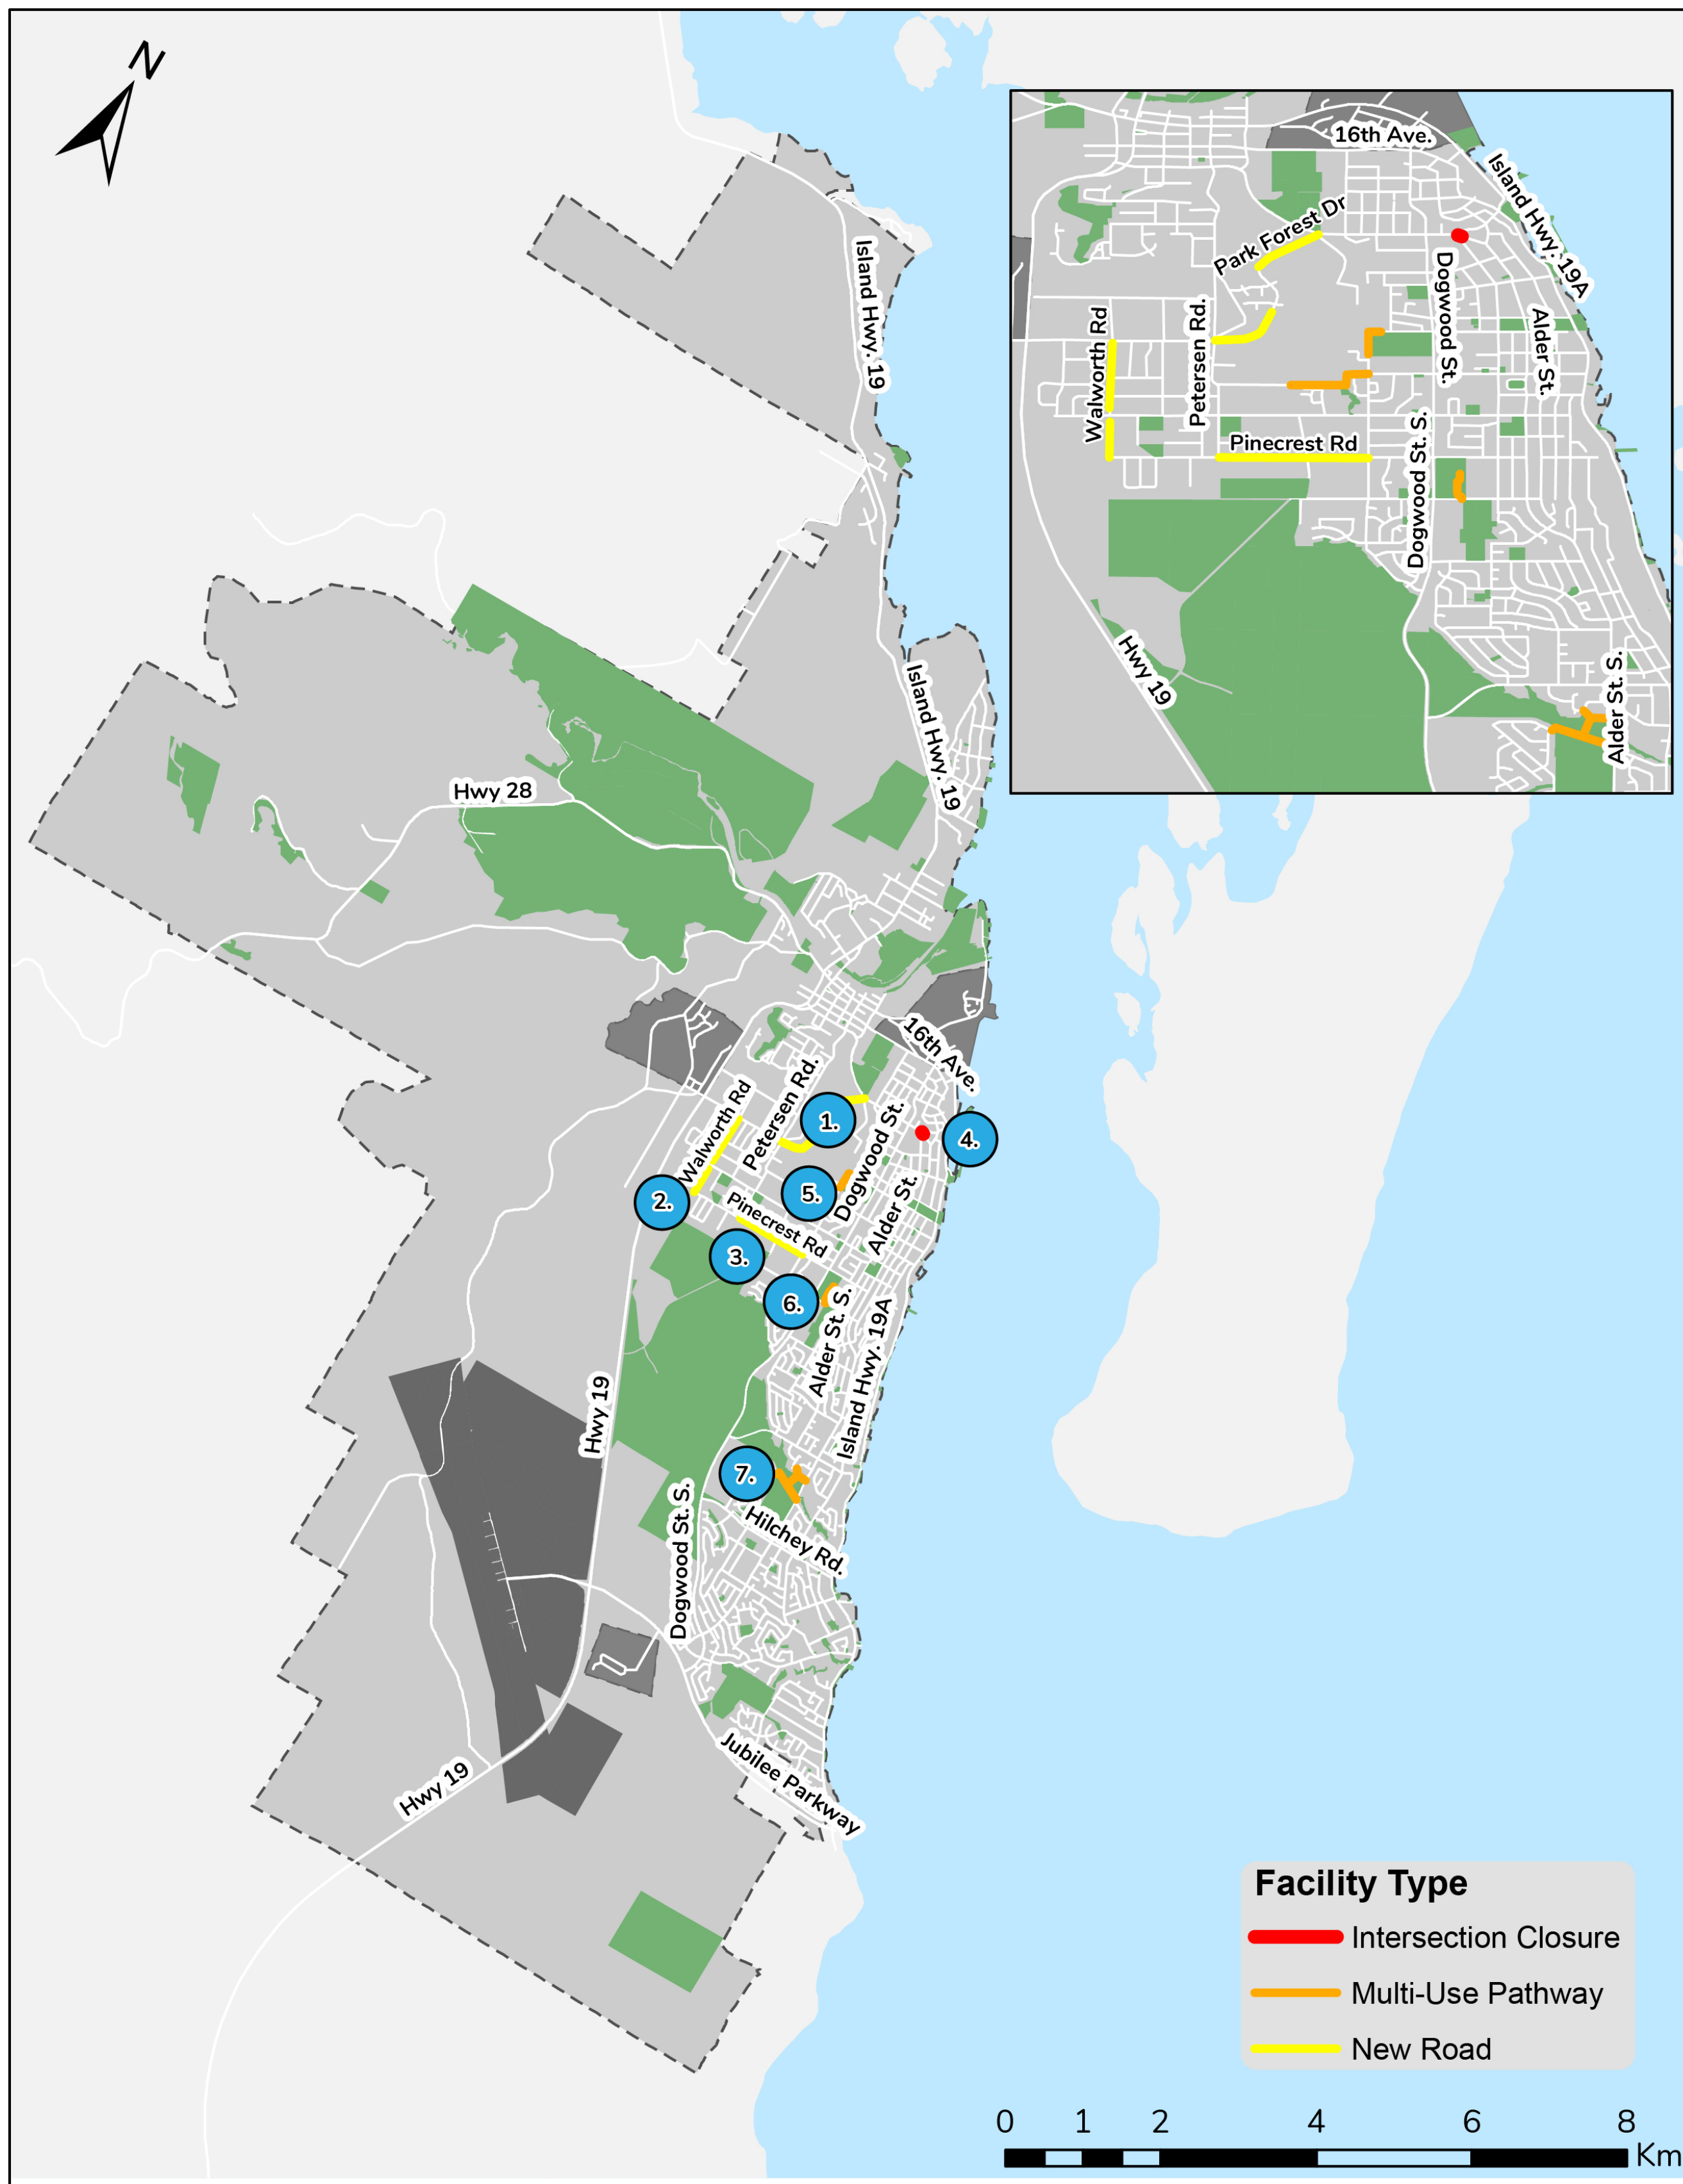 N
16th Ave.
Island Hwy. 19A
Park Forest Dr
Dogwood St.
Alder St.
Walworth Rd
Petersen Rd.
Pinecrest Rd
Dogwood St. S.
Hwy 19
Alder St. S.
Island Hwy. 19
Island Hwy. 19
Hwy 28
16th Ave.
Petersen Rd.
Walworth Rd
1.
Dogwood St.
4.
2.
5.
Alder St.
Pinecrest Rd
3.
6.
Alder St. S.
Island Hwy. 19A
Hwy 19
7.
Dogwood St. S.
Hilchey Rd.
Jubilee Parkway
Hwy 19
Facility Type
Intersection Closure
Multi-Use Pathway
New Road
0 1 2 4 6 8
Km